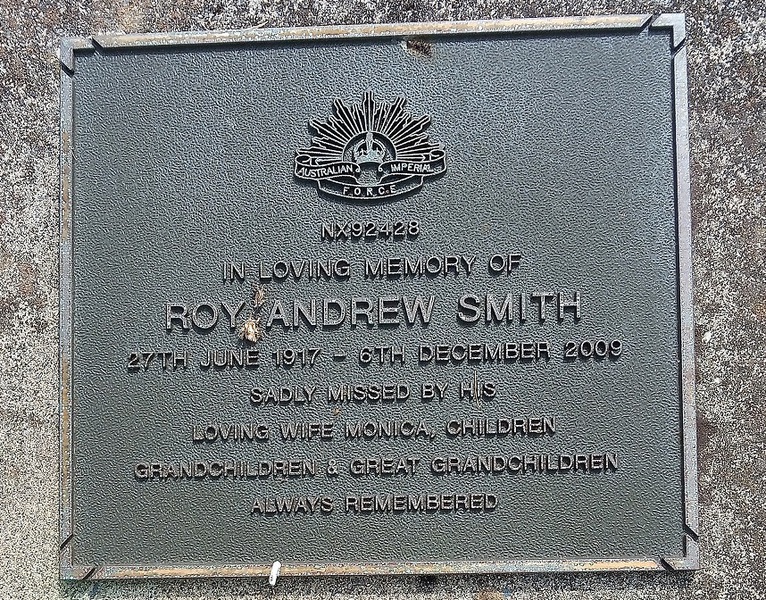 AUSTRALIAN IMPERIAL
FORCE
NX92428
IN LOVING MEMORY OF
ROY ANDREW SMITH
27TH JUNE 1917 - 6TH DECEMBER 2009
SADLY MISSED BY HIS
LOVING WIFE MONICA, CHILDREN
GRANDCHILDREN & GREAT GRANDCHILDREN
ALWAYS REMEMBERED